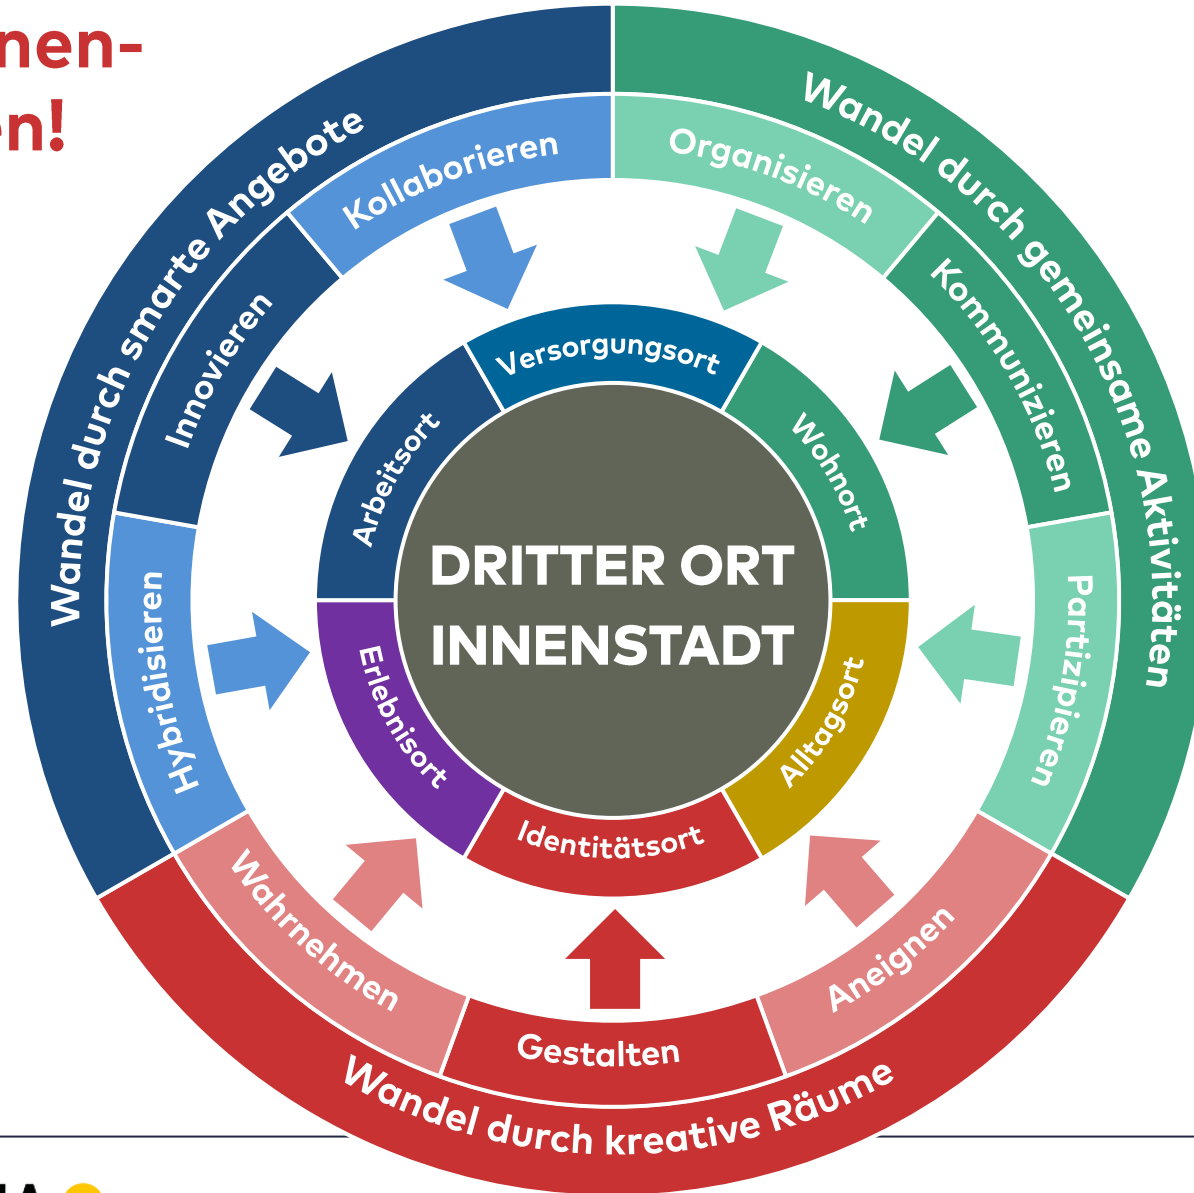 nen-
en!
Wandel durch smarte Angebote
Wandel durch gemeinsame Aktivitäten
Wandel durch kreative Räume
Kollaborieren
Organisieren
Innovieren
Kommunizieren
Hybridisieren
Partizipieren
Wahrnehmen
Gestalten
Aneignen
Versorgungsort
Arbeitsort
Wohnort
Erlebnisort
Alltagsort
Identitätsort
DRITTER ORT
INNENSTADT